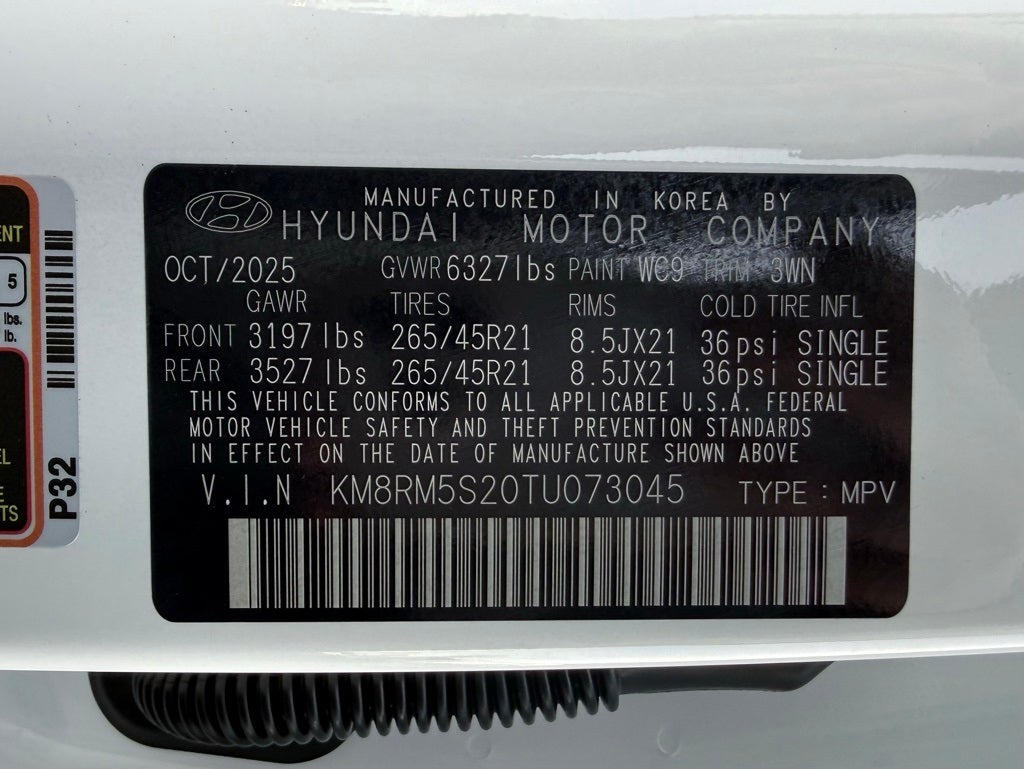 MANUFACTURED IN KOREA BY
HYUNDAI MOTOR COMPANY
OCT/2025 GVWR 6327lbs PAINT WC9 TRIM 3WN
GAWR TIRES RIMS COLD TIRE INFL
FRONT 3197lbs 265/45R21 8.5JX21 36psi SINGLE
REAR 3527lbs 265/45R21 8.5JX21 36psi SINGLE
THIS VEHICLE CONFORMS TO ALL APPLICABLE U.S.A. FEDERAL
MOTOR VEHICLE SAFETY AND THEFT PREVENTION STANDARDS
IN EFFECT ON THE DATE OF MANUFACTURE SHOWN ABOVE
V.I.N KM8RM5S20TU073045 TYPE : MPV
5
lbs.
lb.
P32